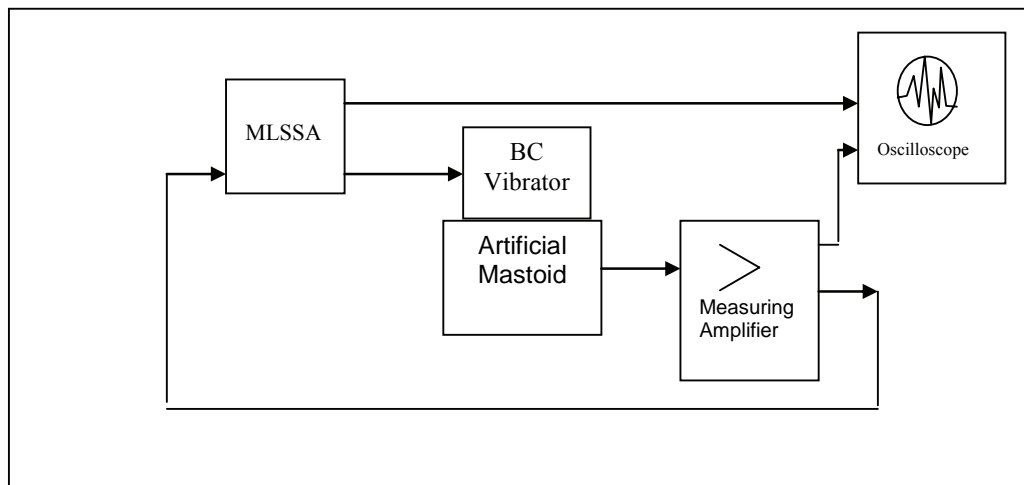 MLSSA
BC
Vibrator
Oscilloscope
Artificial
Mastoid
Measuring
Amplifier